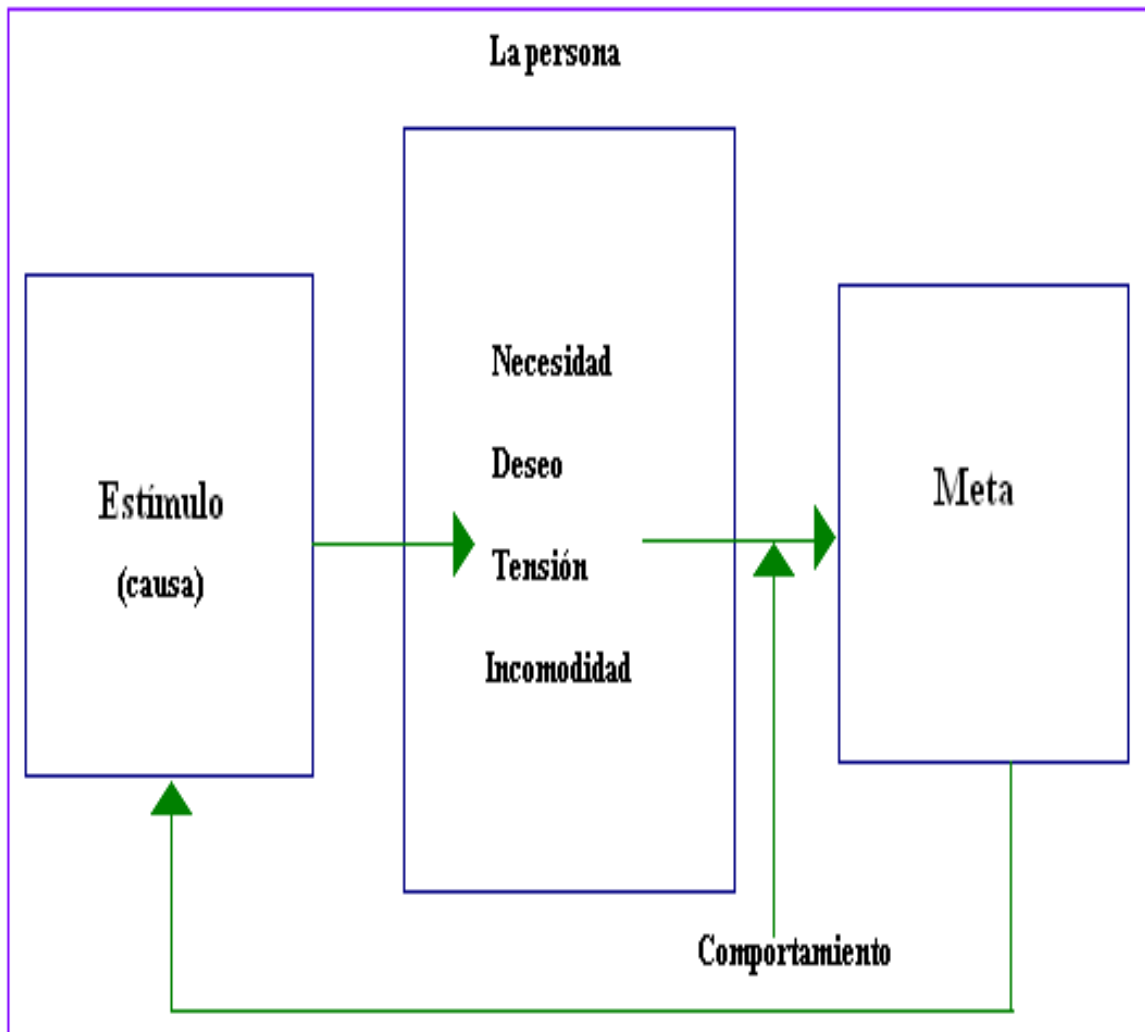 La persona
Estímulo
(causa)
Necesidad
Deseo
Tensión
Incomodidad
Meta
Comportamiento